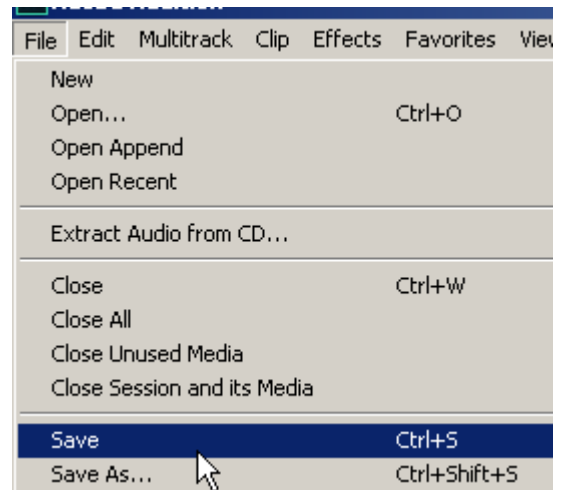 File Edit Multitrack Clip Effects Favorites
New
Open... Ctrl+O
Open Append
Open Recent
Extract Audio from CD...
Close Ctrl+W
Close All
Close Unused Media
Close Session and its Media
Save Ctrl+S
Save As... Ctrl+Shift+S